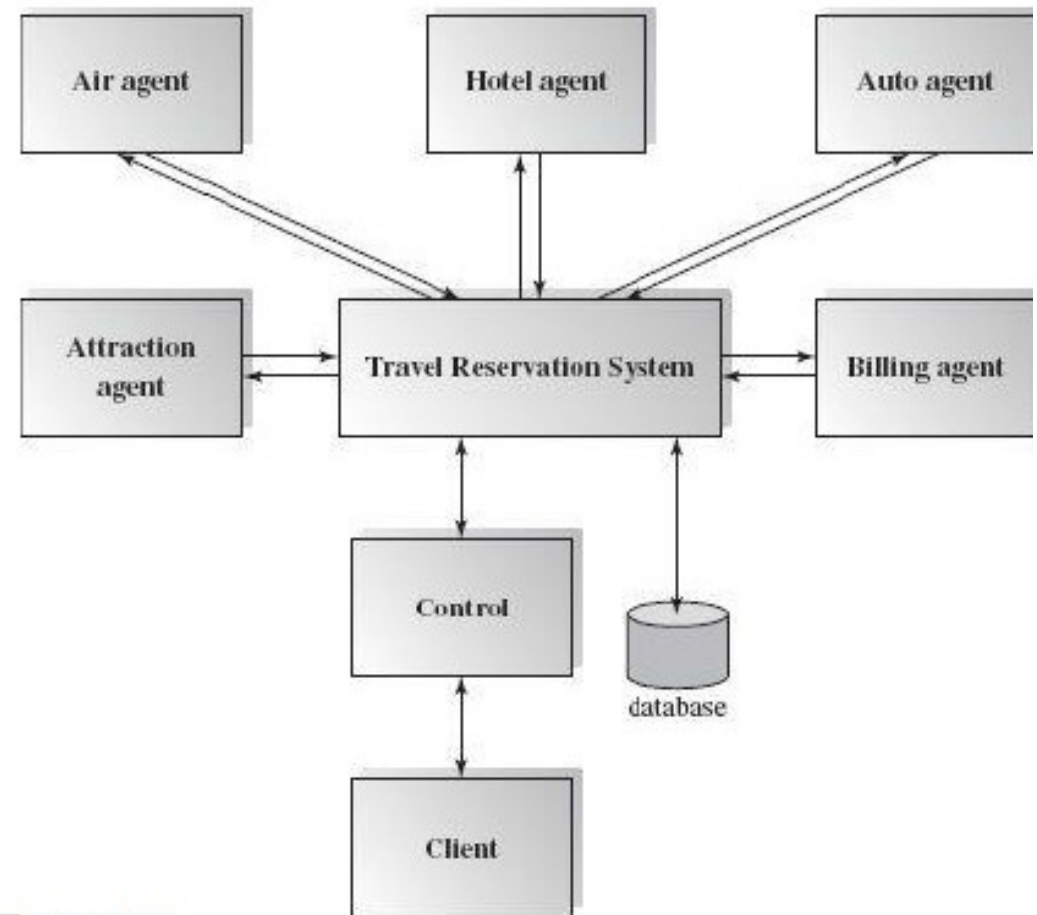 Air agent
Hotel agent
Auto agent
Attraction
agent
Travel Reservation System
Billing agent
Control
database
Client